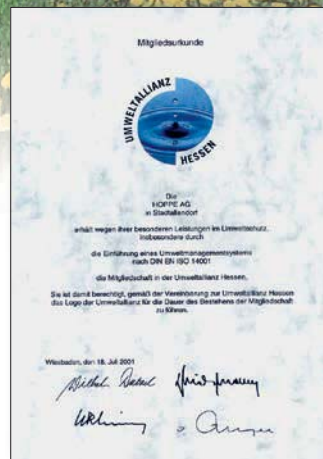 Mitgliedsurkunde
UMWELTALLIANZ
HESSEN
Die
HOPPE AG
in Stadtallendorf
erhält wegen ihrer besonderen Leistungen im Umweltschutz,
insbesondere durch
die Einführung eines Umweltmanagementsystems
nach DIN EN ISO 14001
die Mitgliedschaft in der Umweltallianz Hessen.
Sie ist damit berechtigt, gemäß der Vereinbarung zur Umweltallianz Hessen
das Logo der Umweltallianz für die Dauer des Bestehens der Mitgliedschaft
zu führen.
Wiesbaden, den 18. Juli 2001